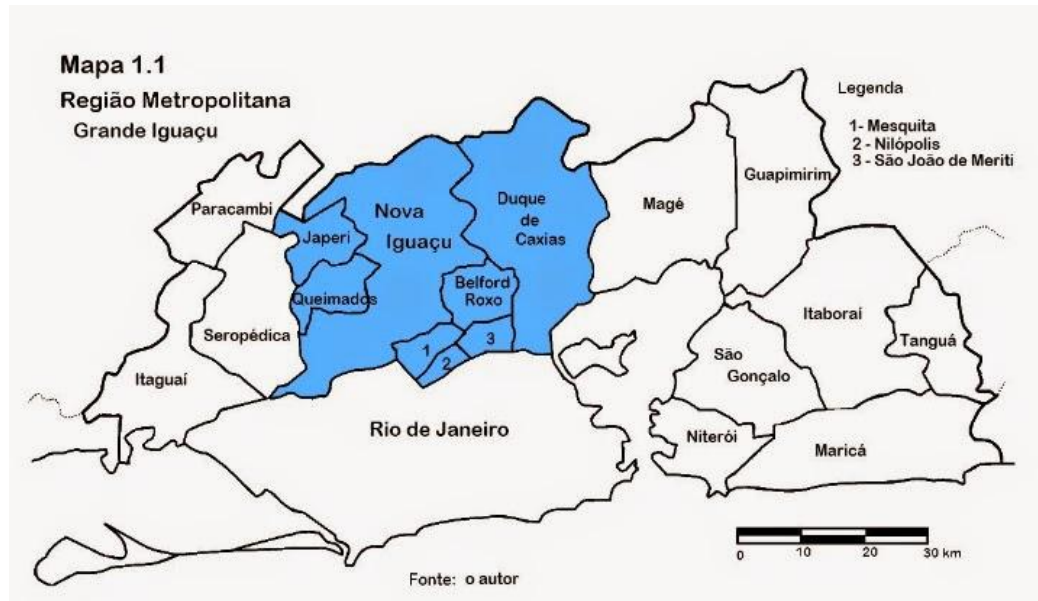 Mapa 1.1
Região Metropolitana
Grande Iguaçu
Legenda
1- Mesquita
2 - Nilópolis
3 - São João de Meriti
Paracambi
Japeri
Nova
Iguaçu
Duque
de
Caxias
Magé
Guapimirim
Queimados
Belford
Roxo
Seropédica
Itaguaí
1
2
3
Itaboraí
Tanguá
São
Gonçalo
Rio de Janeiro
Niterói
Maricá
0 10 20 30 km
Fonte: o autor